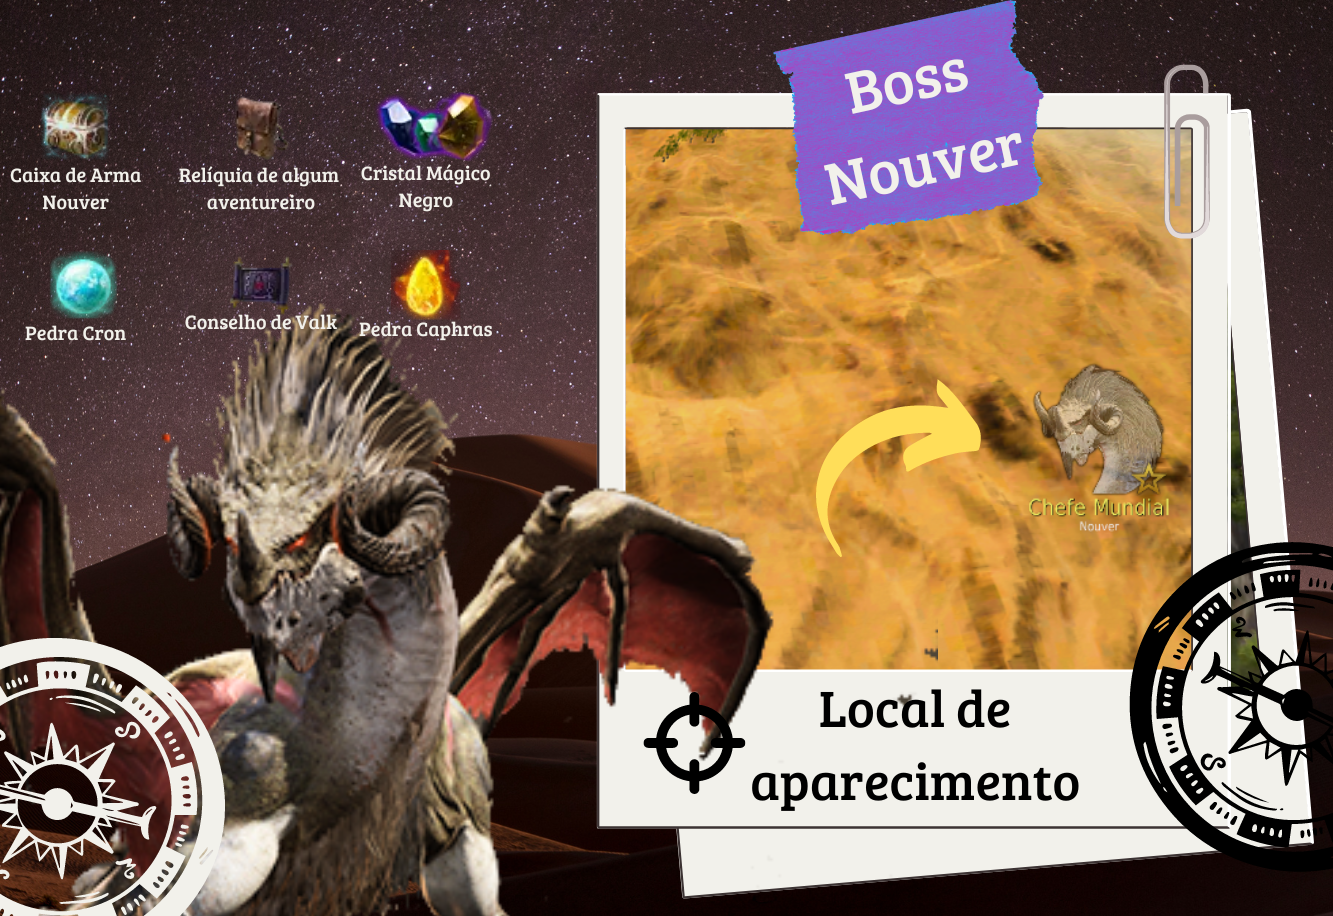 Boss
Nouver
Caixa de Arma
Nouver
Relíquia de algum
aventureiro
Cristal Mágico
Negro
Pedra Cron
Conselho de Valk
Pedra Caphras
Chefe Mundial
Nouver
Local de
aparecimento